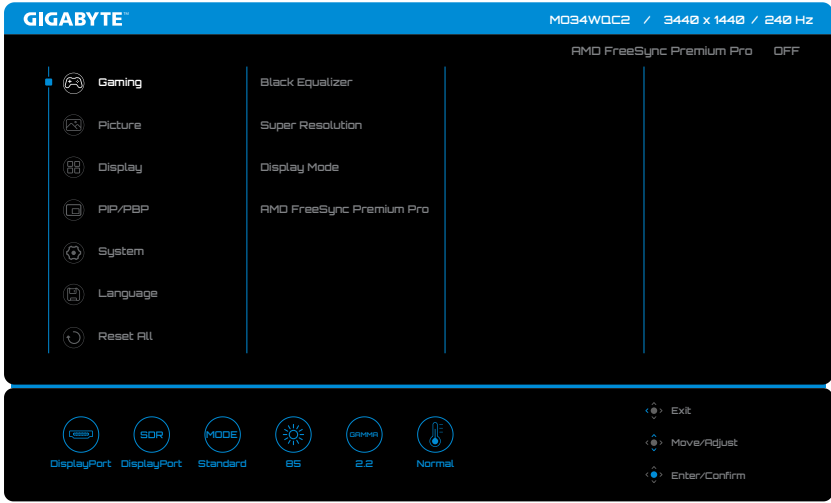 GIGABYTE™
MO34WQC2 / 3440 x 1440 / 240 Hz
AMD FreeSync Premium Pro OFF
Gaming
Black Equalizer
Picture
Super Resolution
Display
Display Mode
PIP/PBP
AMD FreeSync Premium Pro
System
Language
Reset All
SDR
MODE
GAMMA
DisplayPort
DisplayPort
Standard
85
2.2
Normal
Exit
Move/Adjust
Enter/Confirm